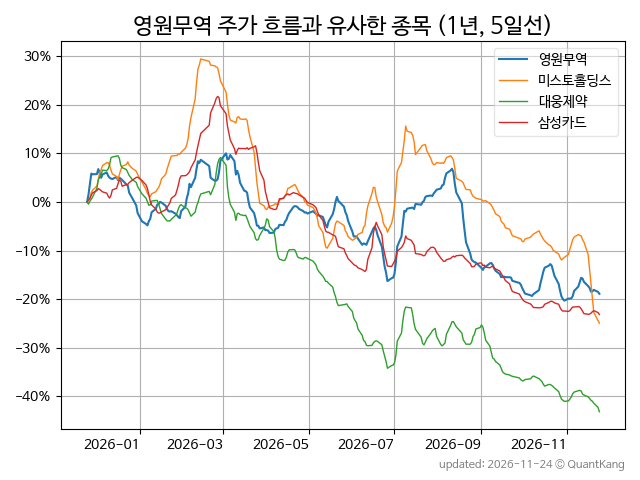 영원무역 주가 흐름과 유사한 종목 (1년, 5일선)
30%
20%
10%
0%
-10%
-20%
-30%
-40%
영원무역
미스토홀딩스
대웅제약
삼성카드
2026-01
2026-03
2026-05
2026-07
2026-09
2026-11
updated: 2026-11-24 © QuantKang